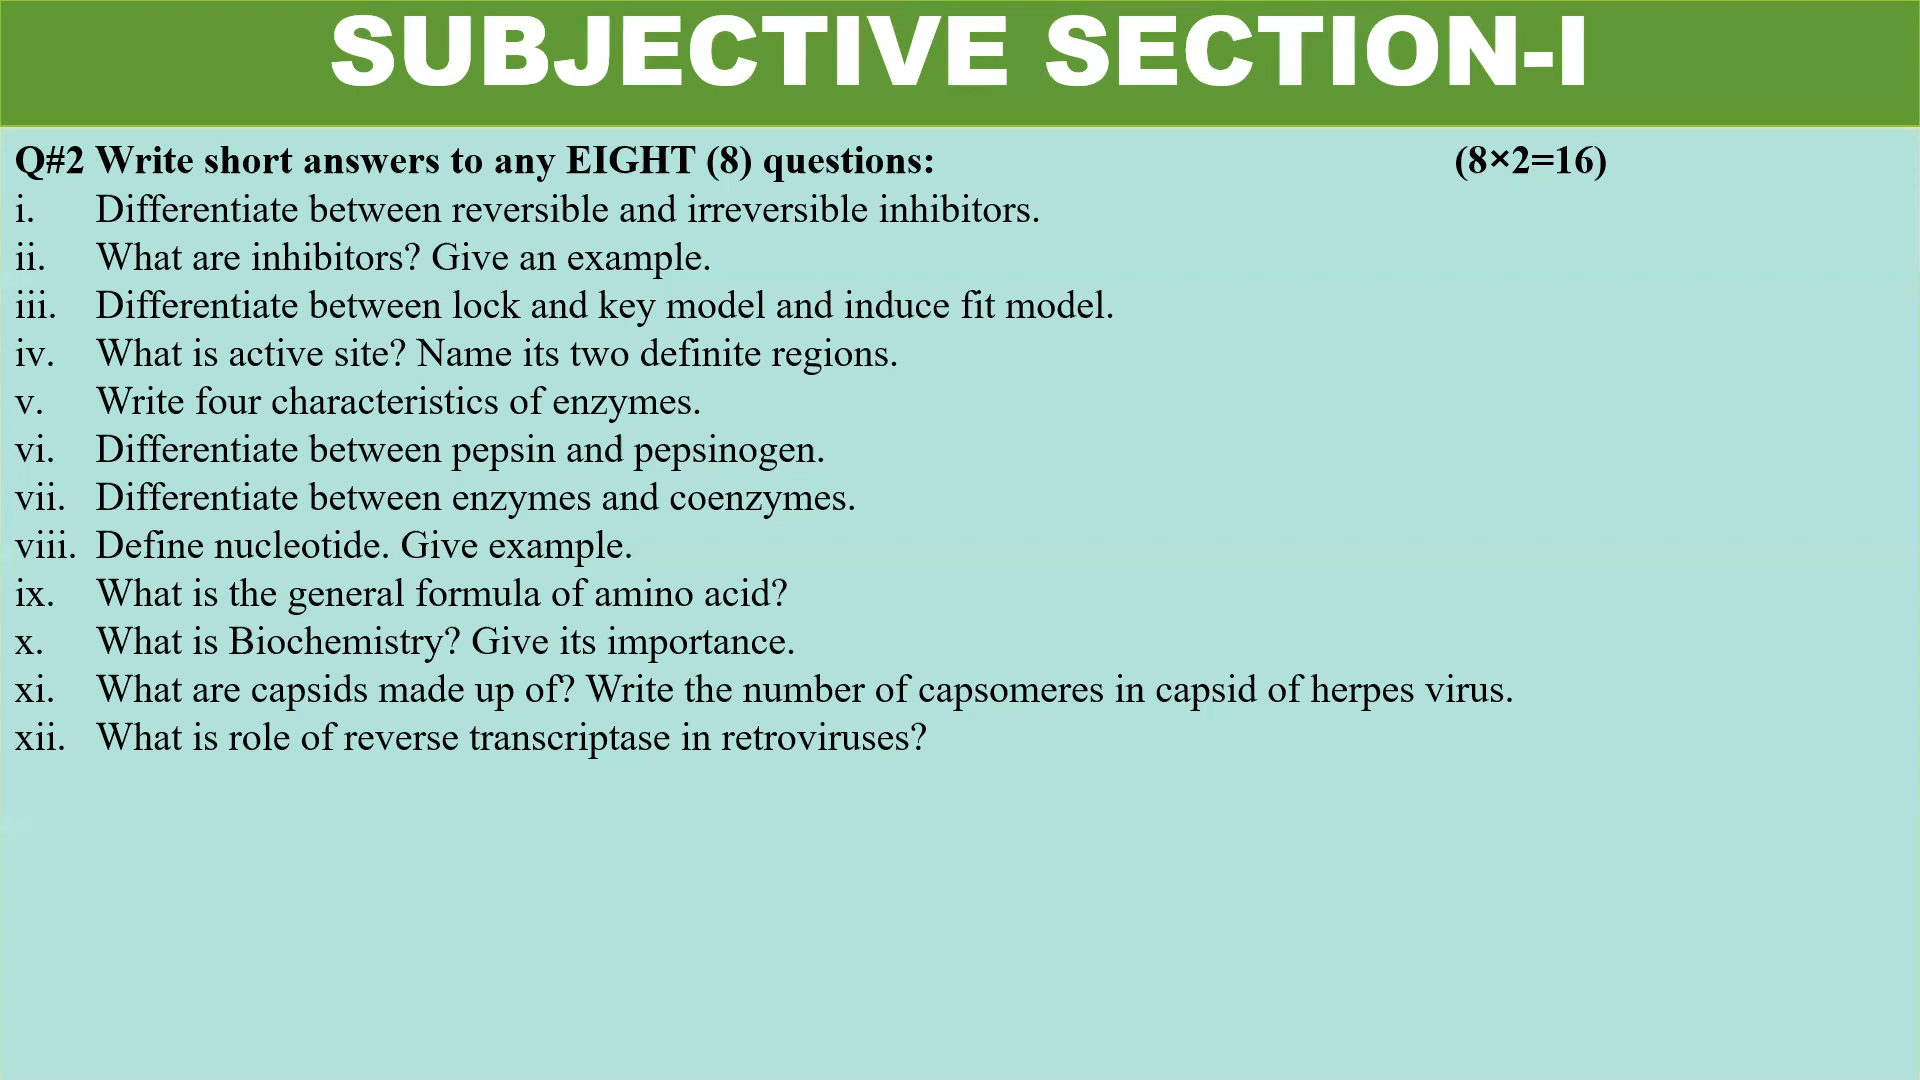 SUBJECTIVE SECTION-I
Q#2 Write short answers to any EIGHT (8) questions: (8×2=16)
i. Differentiate between reversible and irreversible inhibitors.
ii. What are inhibitors? Give an example.
iii. Differentiate between lock and key model and induce fit model.
iv. What is active site? Name its two definite regions.
v. Write four characteristics of enzymes.
vi. Differentiate between pepsin and pepsinogen.
vii. Differentiate between enzymes and coenzymes.
viii. Define nucleotide. Give example.
ix. What is the general formula of amino acid?
x. What is Biochemistry? Give its importance.
xi. What are capsids made up of? Write the number of capsomeres in capsid of herpes virus.
xii. What is role of reverse transcriptase in retroviruses?